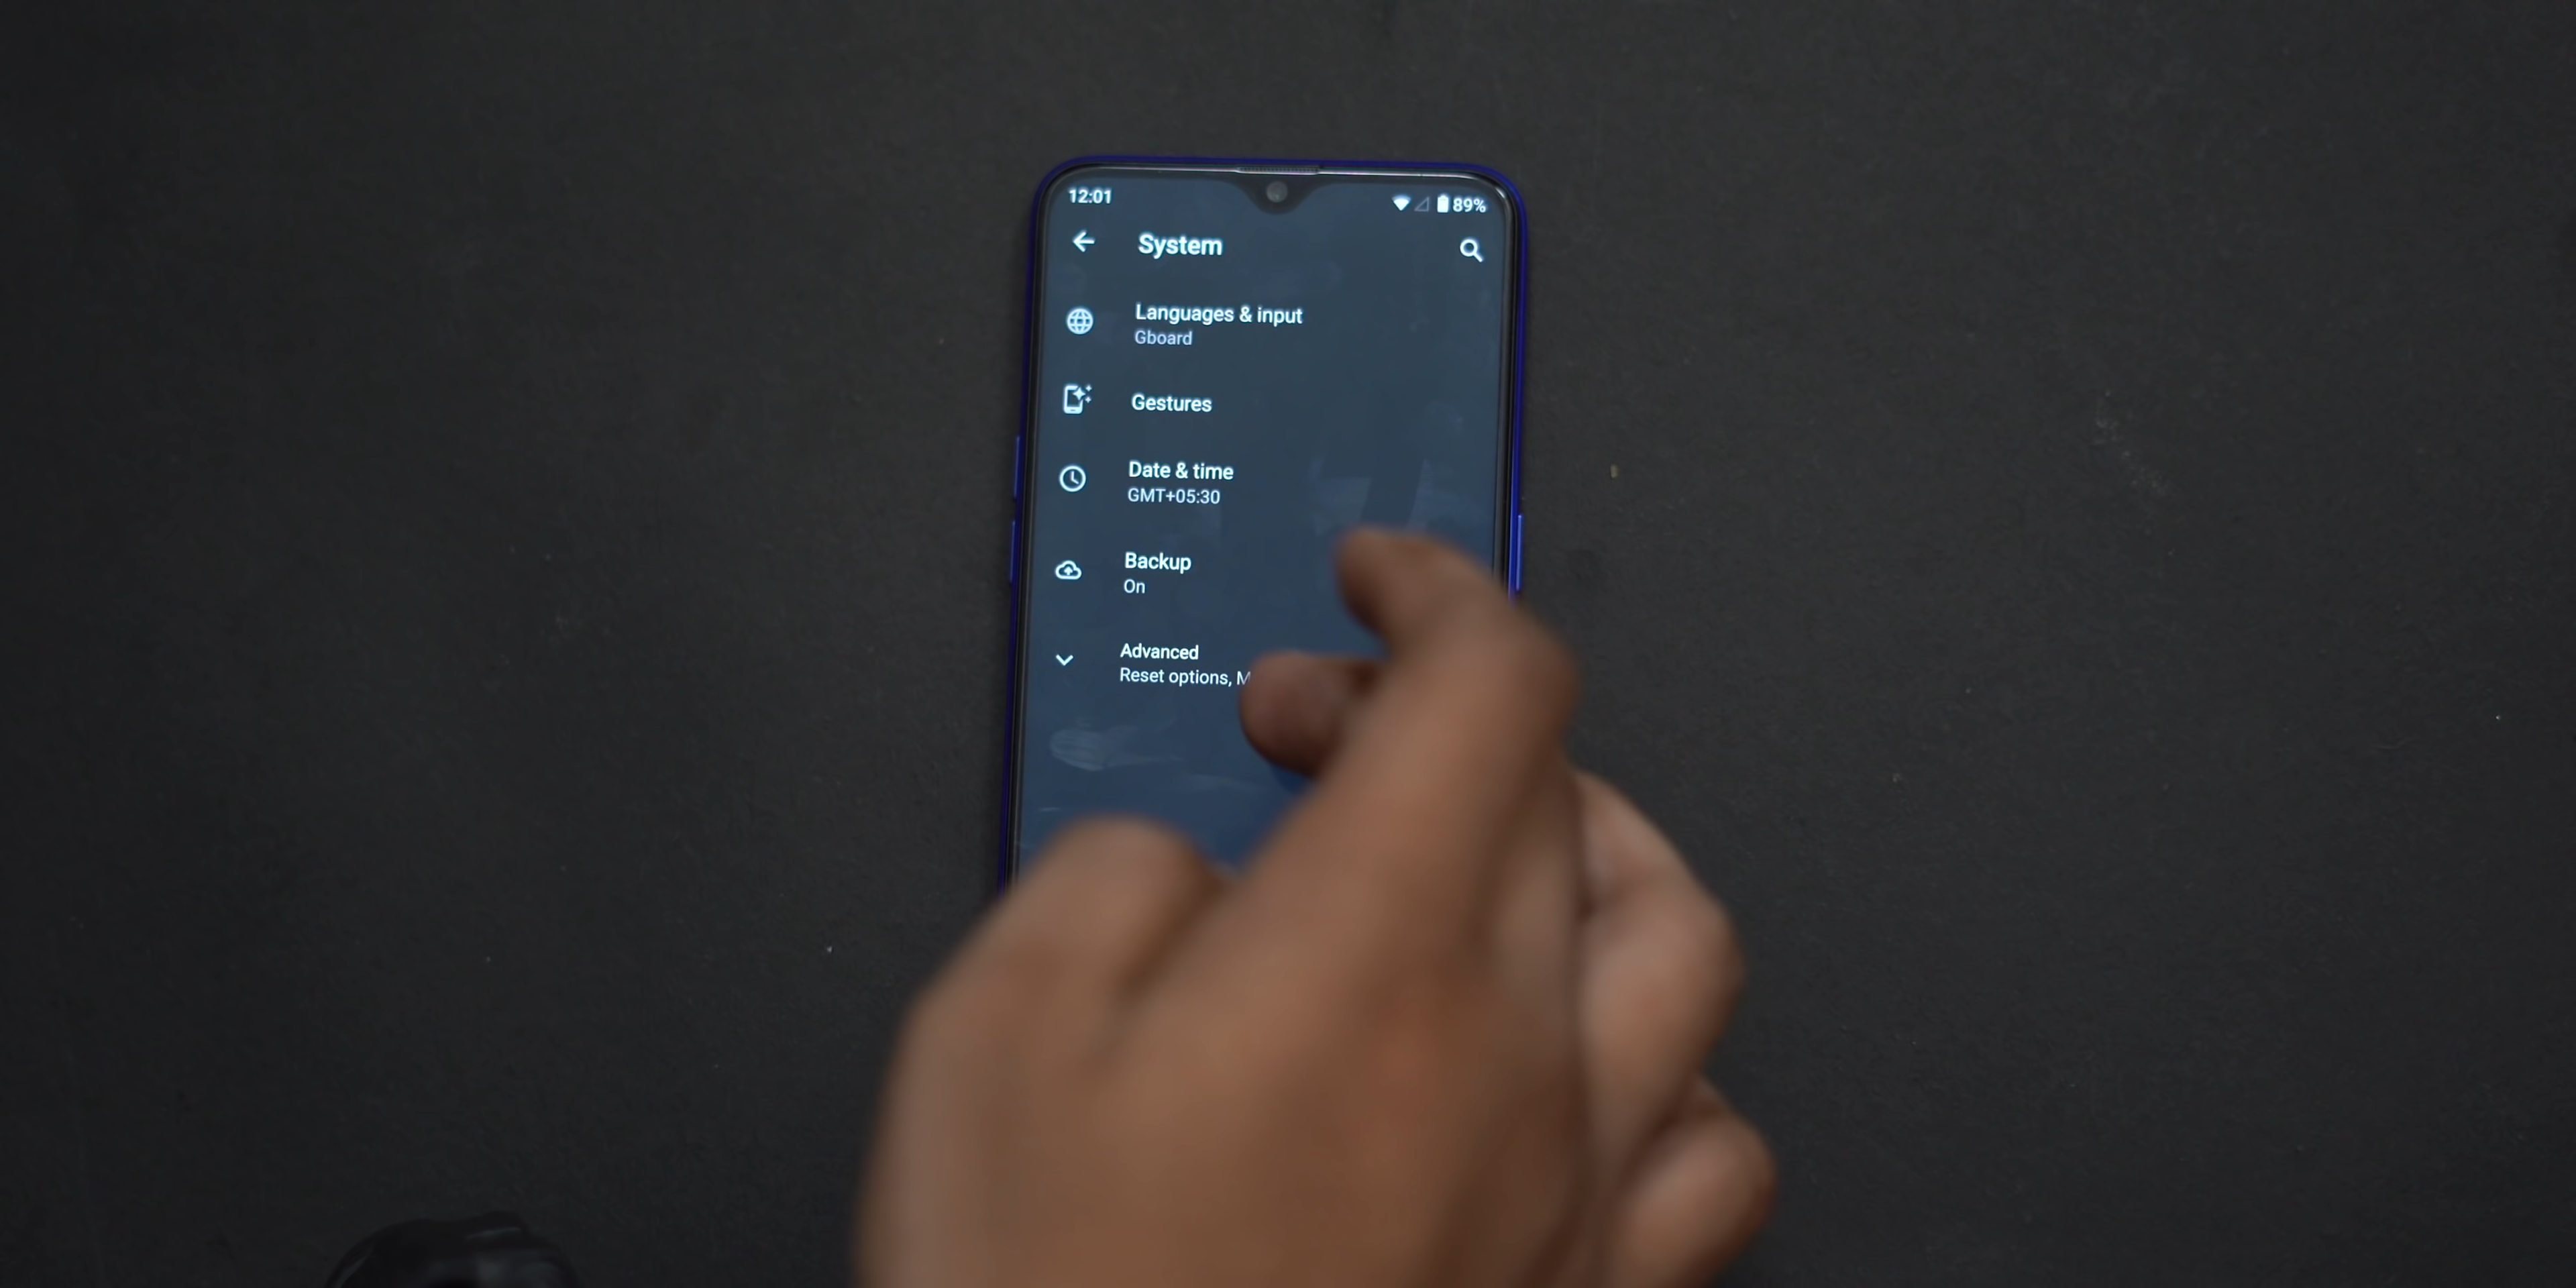 12:01
89%
System
Languages & input
Gboard
Gestures
Date & time
GMT+05:30
Backup
On
Advanced
Reset options,